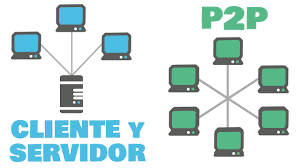 P2P
CLIENTE Y
SERVIDOR